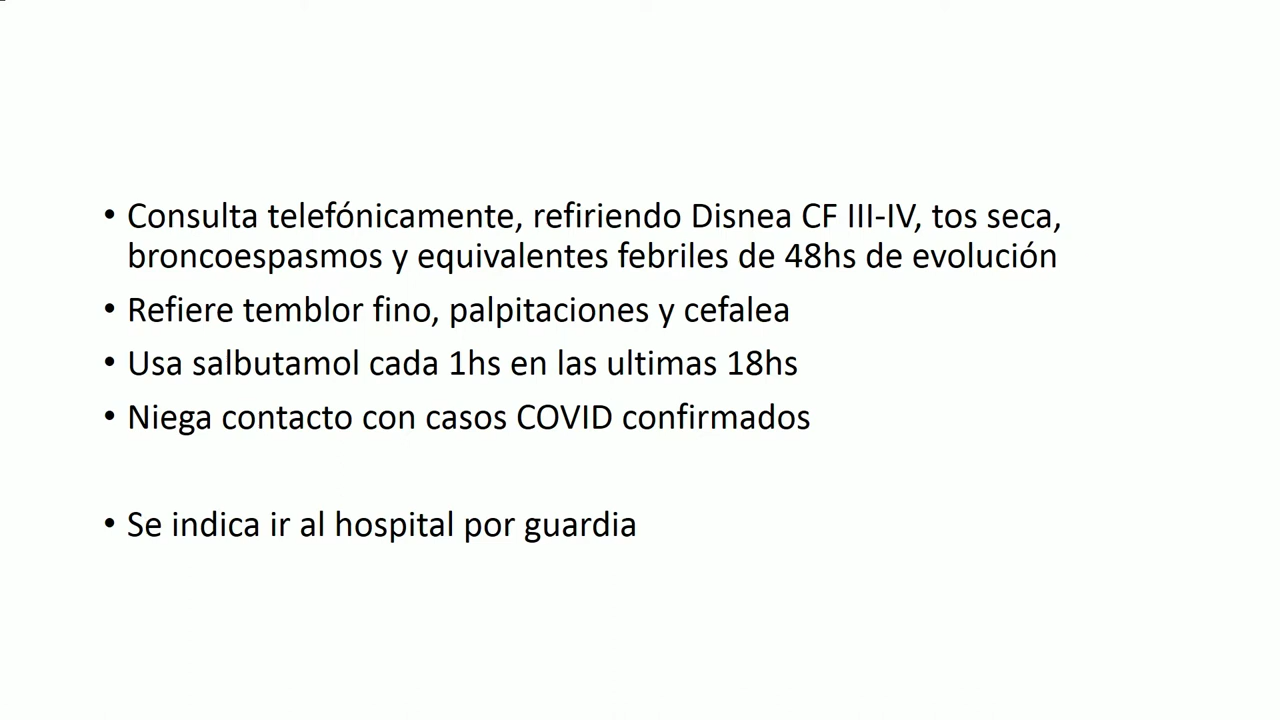 • Consulta telefónicamente, refiriendo Disnea CF III-IV, tos seca,
broncoespasmos y equivalentes febriles de 48hs de evolución
• Refiere temblor fino, palpitaciones y cefalea
• Usa salbutamol cada 1hs en las ultimas 18hs
• Niega contacto con casos COVID confirmados
• Se indica ir al hospital por guardia